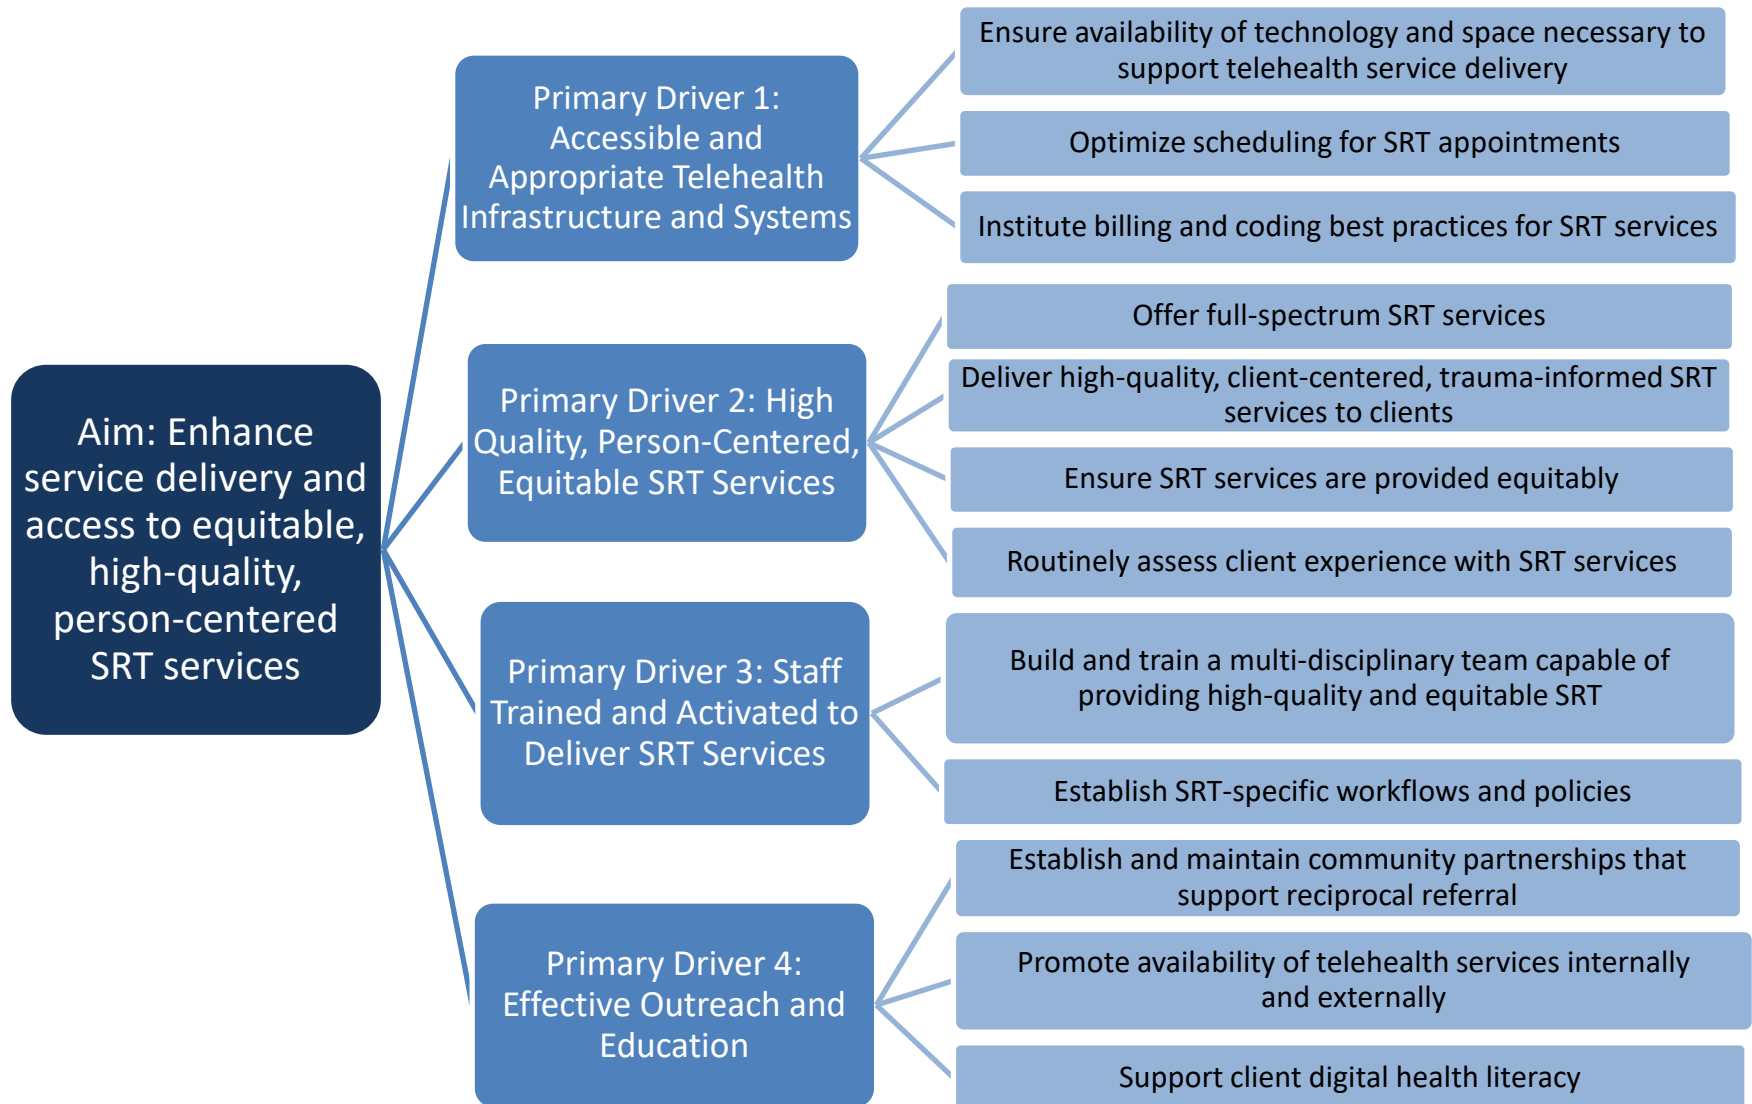 Aim: Enhance
service delivery and
access to equitable,
high-quality,
person-centered
SRT services
Primary Driver 1:
Accessible and
Appropriate Telehealth
Infrastructure and Systems
Ensure availability of technology and space necessary to
support telehealth service delivery
Optimize scheduling for SRT appointments
Institute billing and coding best practices for SRT services
Primary Driver 2: High
Quality, Person-Centered,
Equitable SRT Services
Offer full-spectrum SRT services
Deliver high-quality, client-centered, trauma-informed SRT
services to clients
Ensure SRT services are provided equitably
Routinely assess client experience with SRT services
Primary Driver 3: Staff
Trained and Activated to
Deliver SRT Services
Build and train a multi-disciplinary team capable of
providing high-quality and equitable SRT
Establish SRT-specific workflows and policies
Primary Driver 4:
Effective Outreach and
Education
Establish and maintain community partnerships that
support reciprocal referral
Promote availability of telehealth services internally
and externally
Support client digital health literacy